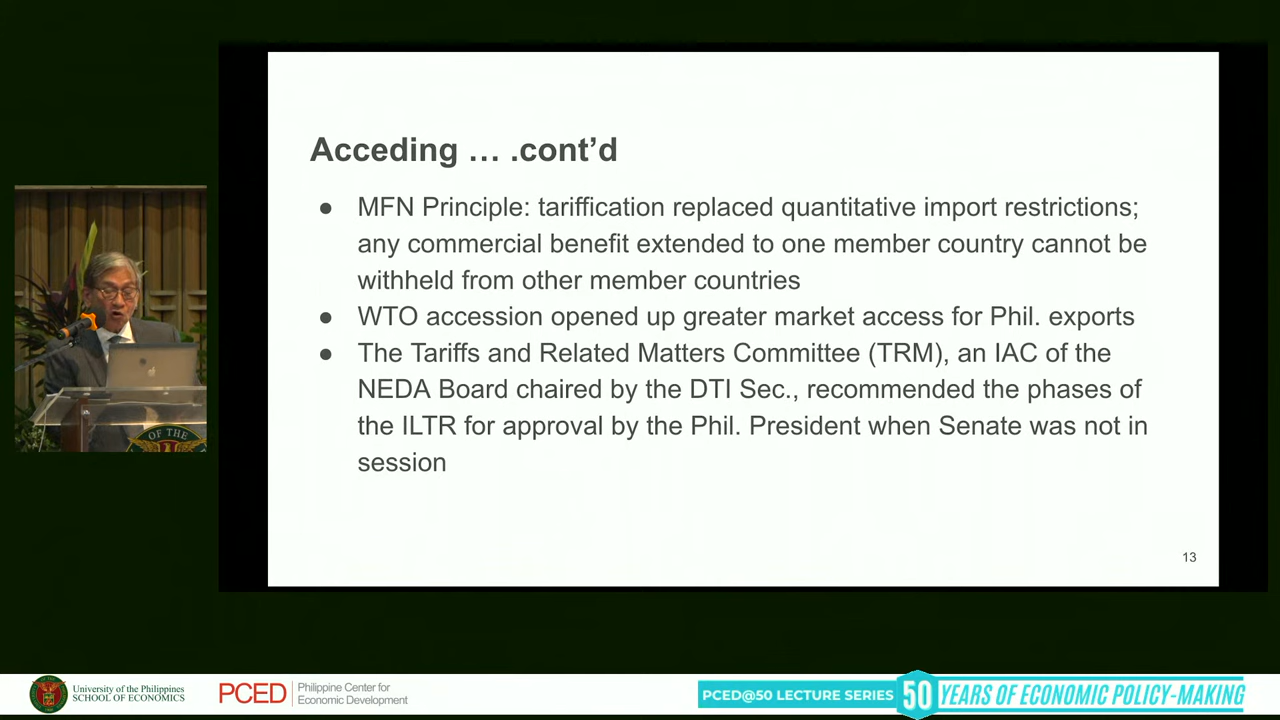 Acceding … .cont’d
● MFN Principle: tariffication replaced quantitative import restrictions;
any commercial benefit extended to one member country cannot be
withheld from other member countries
● WTO accession opened up greater market access for Phil. exports
● The Tariffs and Related Matters Committee (TRM), an IAC of the
NEDA Board chaired by the DTI Sec., recommended the phases of
the ILTR for approval by the Phil. President when Senate was not in
session
13
OF THE
University of the Philippines
SCHOOL OF ECONOMICS
PCED
Philippine Center for
Economic Development
PCED@50 LECTURE SERIES
50 YEARS OF ECONOMIC POLICY-MAKING